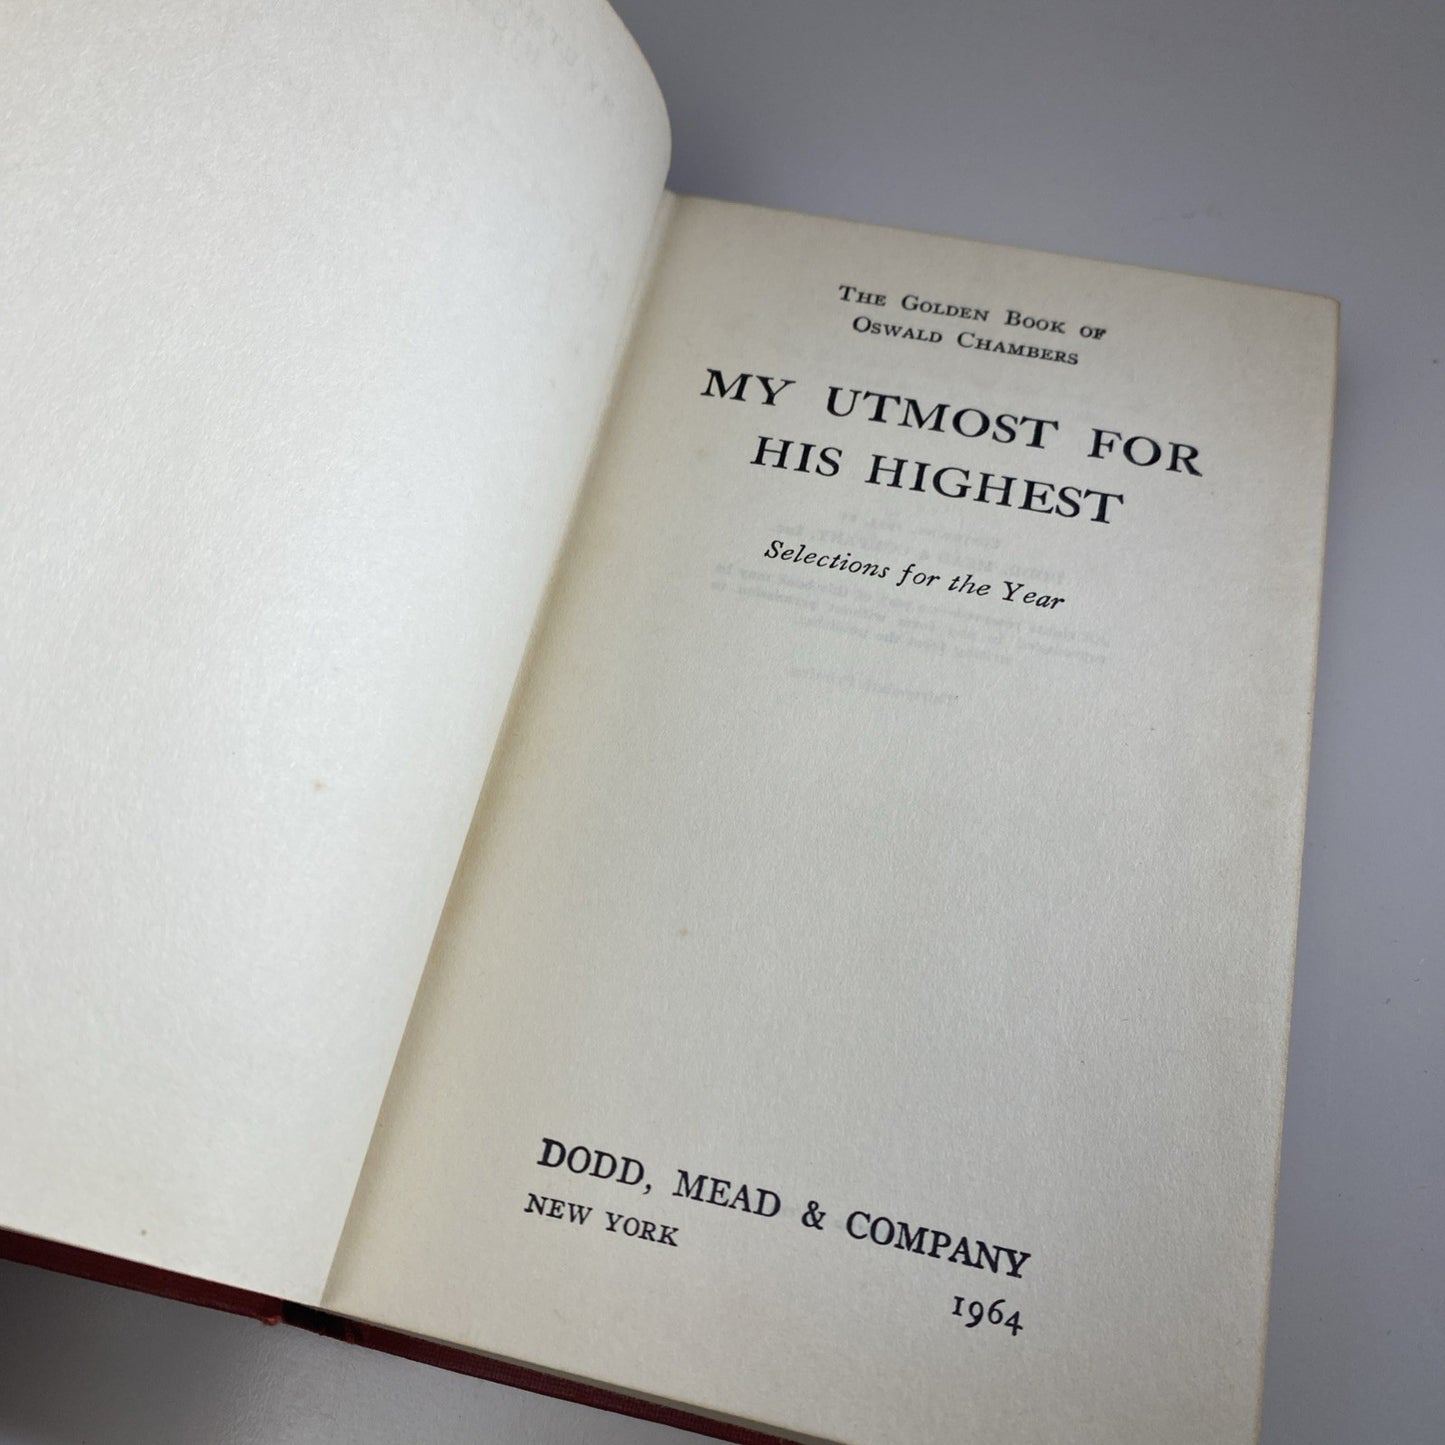 The Golden Book of
Oswald Chambers
MY UTMOST FOR
HIS HIGHEST
Selections for the Year
DODD, MEAD & COMPANY
NEW YORK
1964